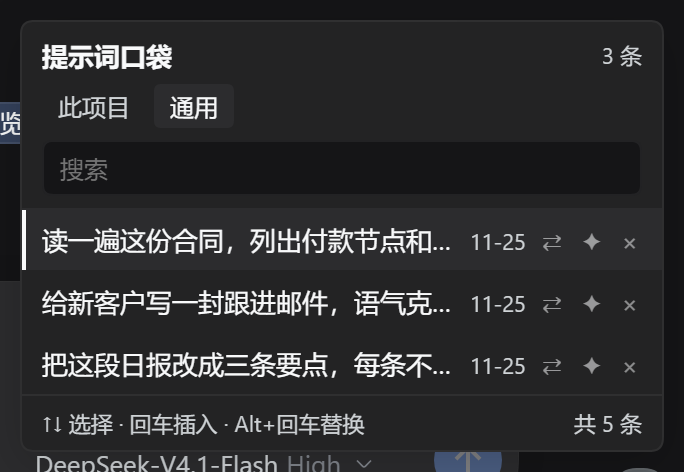 提示词口袋 3 条
此项目 通用
览
搜索
读一遍这份合同，列出付款节点和... 11-25
给新客户写一封跟进邮件，语气克... 11-25
把这段日报改成三条要点，每条不... 11-25
↑↓ 选择 · 回车插入 · Alt+回车替换 共 5 条
DeepSeek-V4.1-Flash High